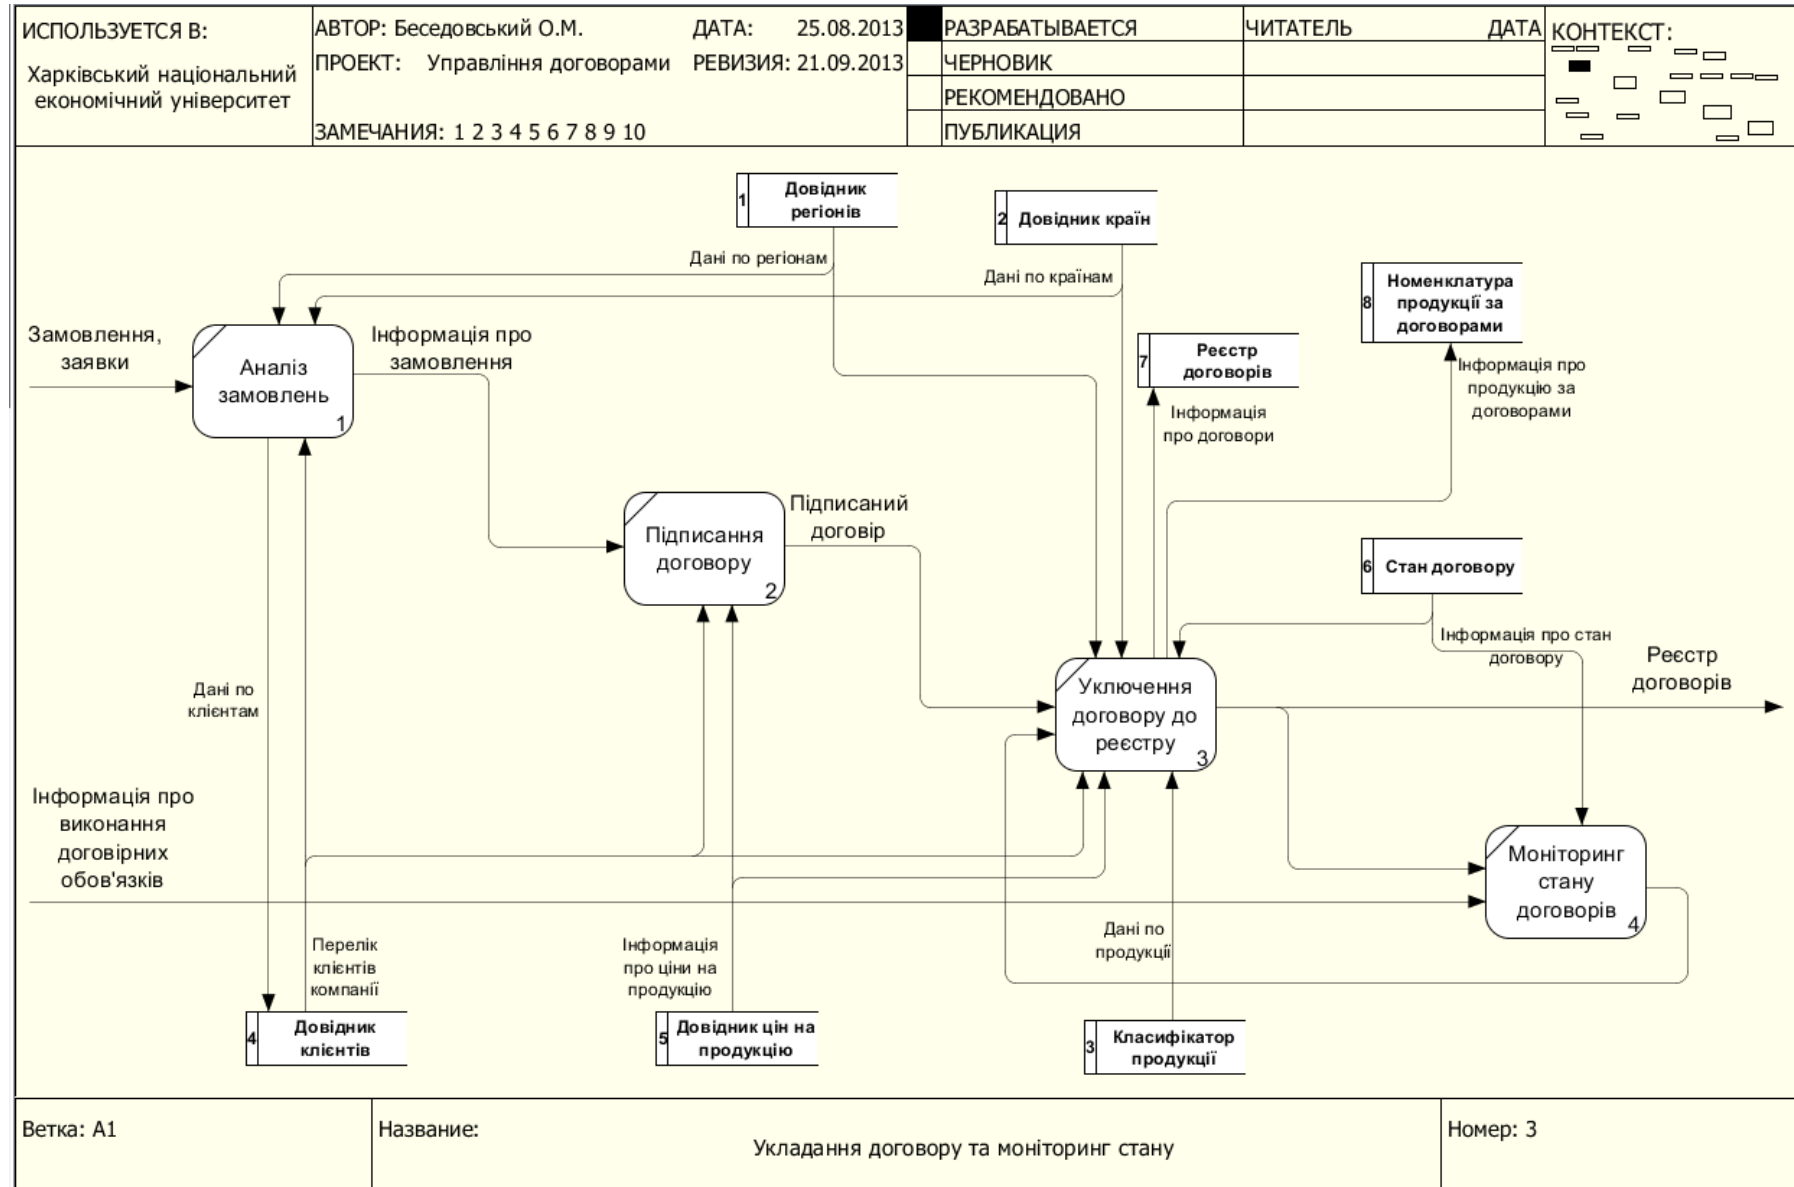 ИСПОЛЬЗУЕТСЯ В:
Харківський національний
економічний університет
АВТОР: Беседовський О.М.
ДАТА: 25.08.2013
ПРОЕКТ: Управління договорами
РЕВИЗИЯ: 21.09.2013
ЗАМЕЧАНИЯ: 1 2 3 4 5 6 7 8 9 10
РАЗРАБАТЫВАЕТСЯ
ЧЕРНОВИК
РЕКОМЕНДОВАНО
ПУБЛИКАЦИЯ
ЧИТАТЕЛЬ
ДАТА
КОНТЕКСТ:
1
Довідник
регіонів
2
Довідник країн
Дані по регіонам
Дані по країнам
8
Номенклатура
продукції за
договорами
Замовлення,
заявки
Аналіз
замовлень
1
Інформація про
замовлення
7
Реєстр
договорів
Інформація про
продукцію за
договорами
Інформація
про договори
Підписання
договору
2
Підписаний
договір
6
Стан договору
Інформація про стан
договору
Реєстр
договорів
Дані по
клієнтам
Уключення
договору до
реєстру
3
Інформація про
виконання
договірних
обов'язків
Моніторинг
стану
договорів
4
Перелік
клієнтів
компанії
Інформація
про ціни на
продукцію
Дані по
продукції
4
Довідник
клієнтів
5
Довідник цін на
продукцію
3
Класифікатор
продукції
Ветка: A1
Название:
Укладання договору та моніторинг стану
Номер: 3